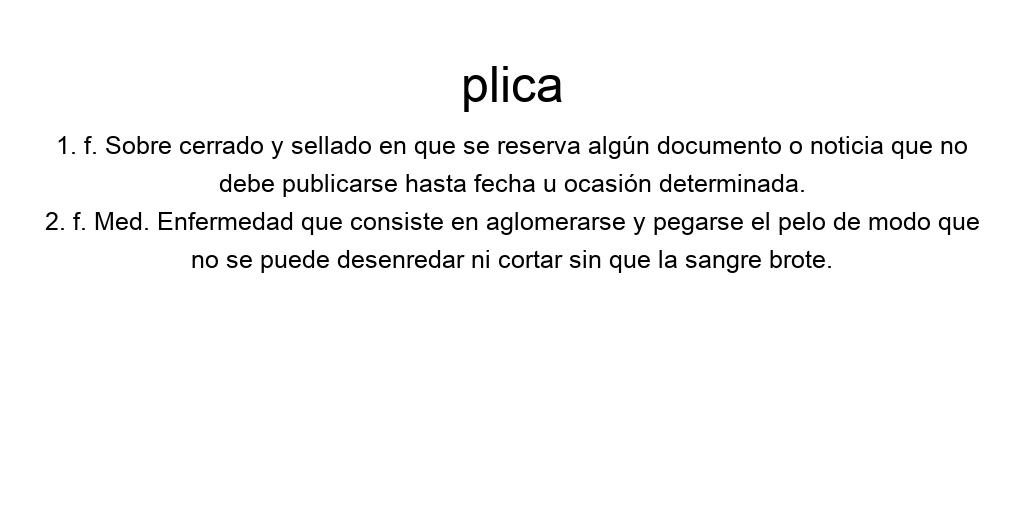 plica
1. f. Sobre cerrado y sellado en que se reserva algún documento o noticia que no
debe publicarse hasta fecha u ocasión determinada.
2. f. Med. Enfermedad que consiste en aglomerarse y pegarse el pelo de modo que
no se puede desenredar ni cortar sin que la sangre brote.